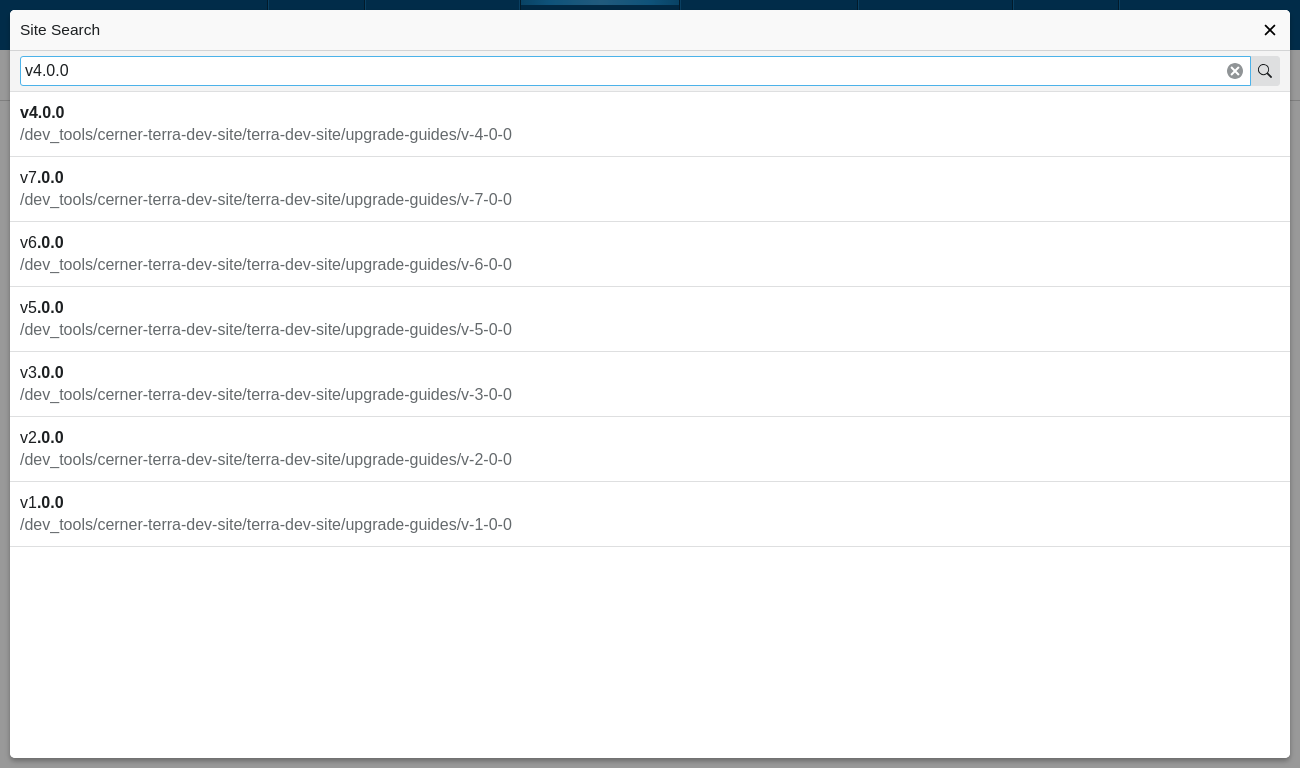 Site Search
v4.0.0
v4.0.0
/dev_tools/cerner-terra-dev-site/terra-dev-site/upgrade-guides/v-4-0-0
v7.0.0
/dev_tools/cerner-terra-dev-site/terra-dev-site/upgrade-guides/v-7-0-0
v6.0.0
/dev_tools/cerner-terra-dev-site/terra-dev-site/upgrade-guides/v-6-0-0
v5.0.0
/dev_tools/cerner-terra-dev-site/terra-dev-site/upgrade-guides/v-5-0-0
v3.0.0
/dev_tools/cerner-terra-dev-site/terra-dev-site/upgrade-guides/v-3-0-0
v2.0.0
/dev_tools/cerner-terra-dev-site/terra-dev-site/upgrade-guides/v-2-0-0
v1.0.0
/dev_tools/cerner-terra-dev-site/terra-dev-site/upgrade-guides/v-1-0-0